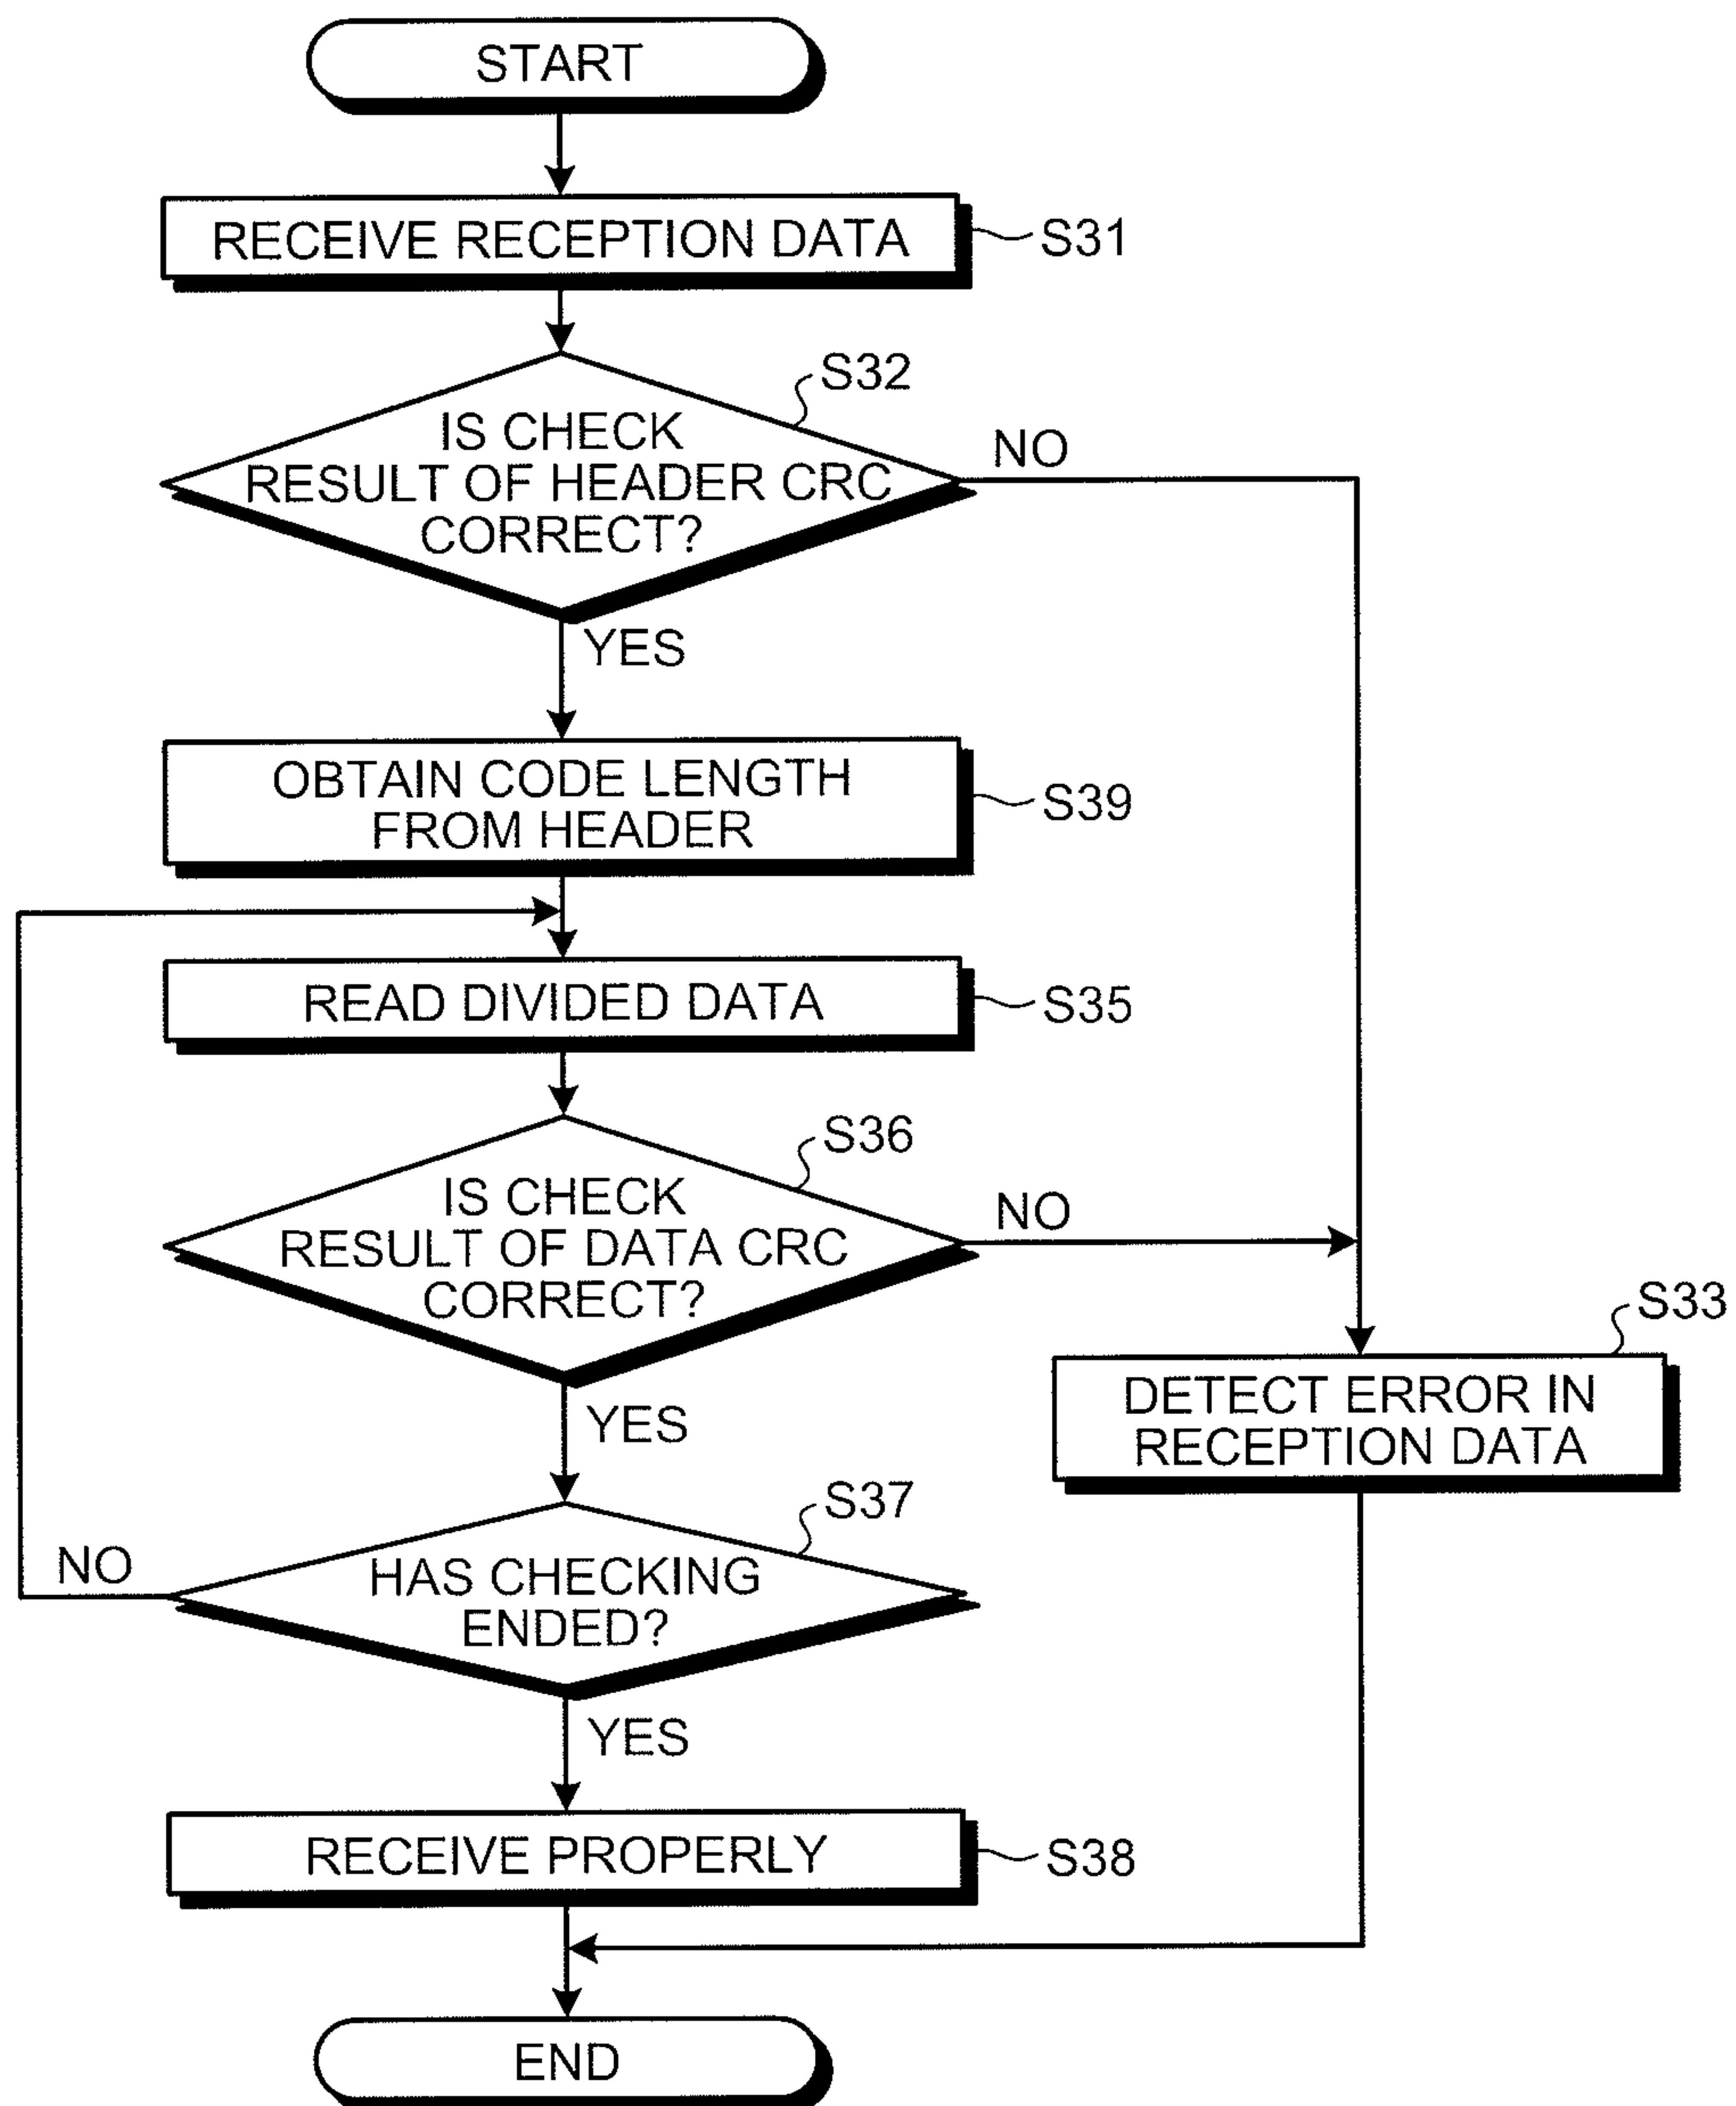 START
RECEIVE RECEPTION DATA
S31
S32
IS CHECK
RESULT OF HEADER CRC
CORRECT?
NO
YES
OBTAIN CODE LENGTH
FROM HEADER
S39
READ DIVIDED DATA
S35
S36
IS CHECK
RESULT OF DATA CRC
CORRECT?
NO
YES
S33
DETECT ERROR IN
RECEPTION DATA
S37
HAS CHECKING
ENDED?
NO
YES
RECEIVE PROPERLY
S38
END